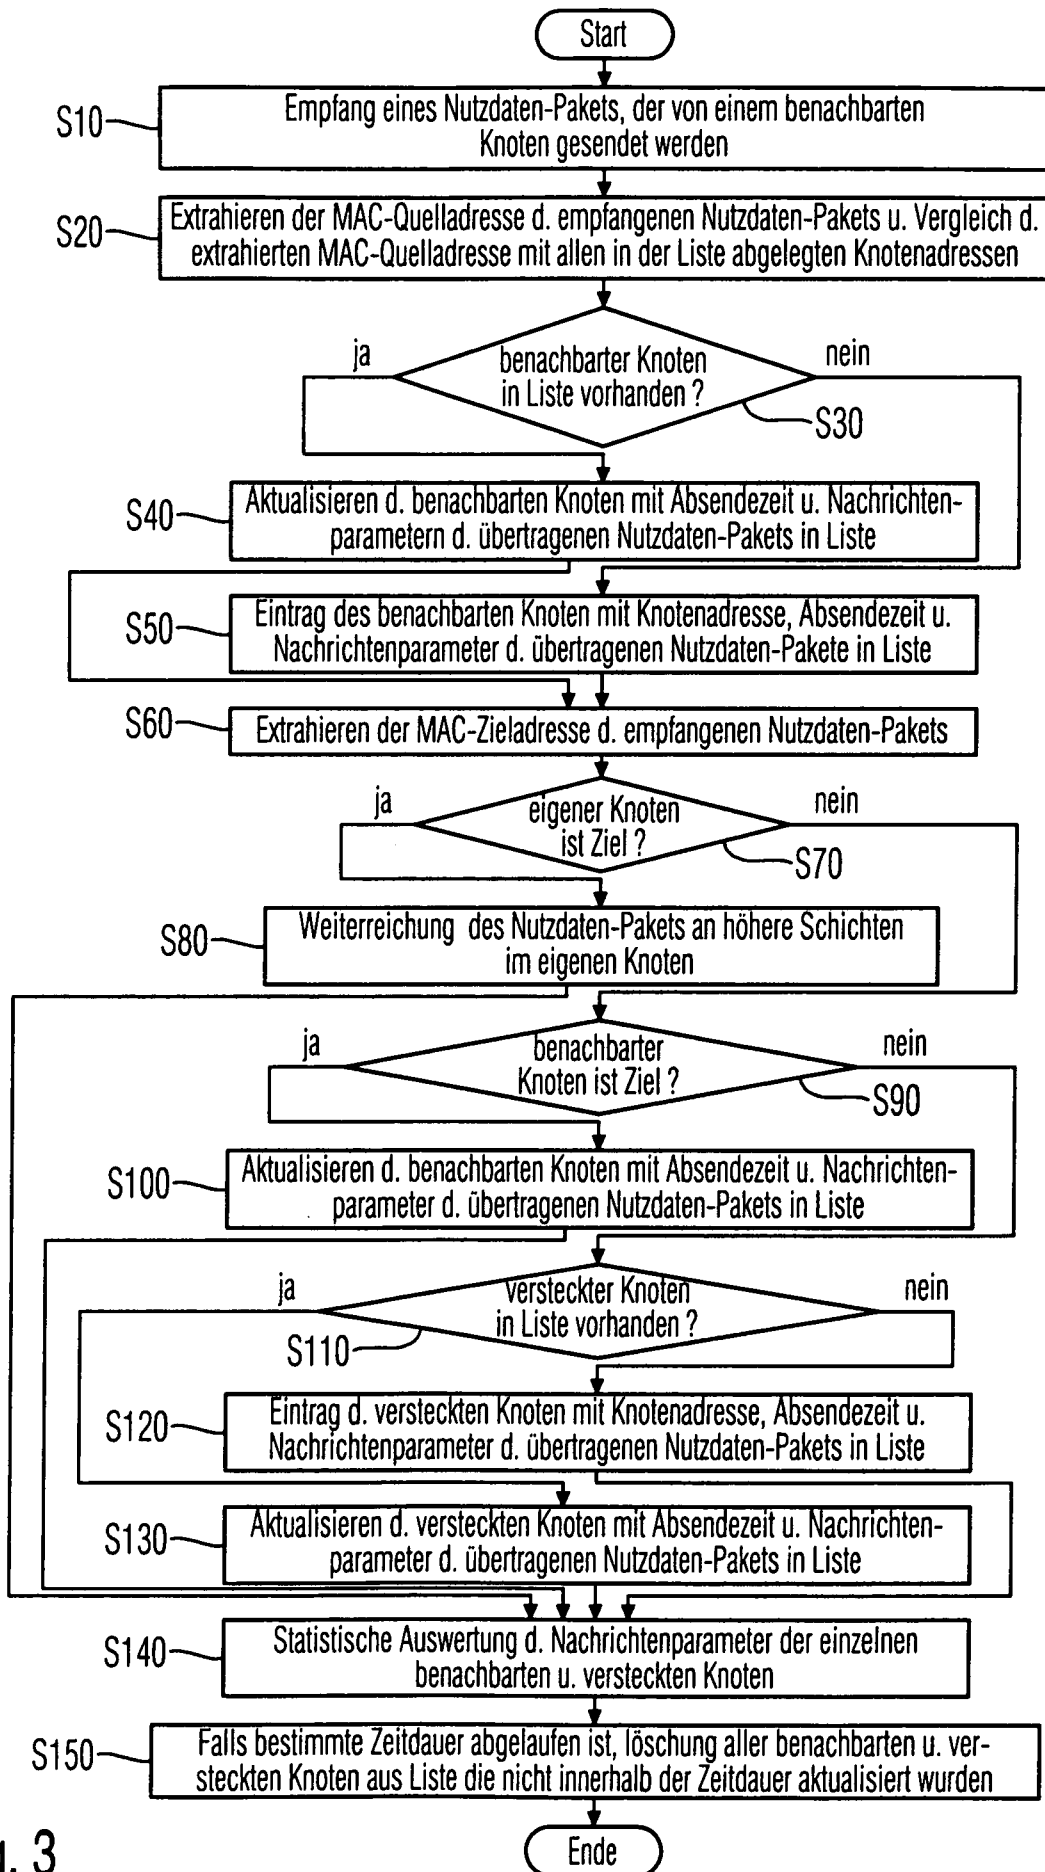 Start
S10
Empfang eines Nutzdaten-Pakets, der von einem benachbarten
Knoten gesendet werden
S20
Extrahieren der MAC-Quelladresse d. empfangenen Nutzdaten-Pakets u. Vergleich d.
extrahierten MAC-Quelladresse mit allen in der Liste abgelegten Knotenadressen
ja
benachbarter Knoten
in Liste vorhanden ?
nein
S30
S40
Aktualisieren d. benachbarten Knoten mit Absendezeit u. Nachrichten-
parametern d. übertragenen Nutzdaten-Pakets in Liste
S50
Eintrag des benachbarten Knoten mit Knotenadresse, Absendezeit u.
Nachrichtenparameter d. übertragenen Nutzdaten-Pakete in Liste
S60
Extrahieren der MAC-Zieladresse d. empfangenen Nutzdaten-Pakets
ja
eigener Knoten
ist Ziel ?
nein
S70
S80
Weiterreichung des Nutzdaten-Pakets an höhere Schichten
im eigenen Knoten
ja
benachbarter
Knoten ist Ziel ?
nein
S90
S100
Aktualisieren d. benachbarten Knoten mit Absendezeit u. Nachrichten-
parameter d. übertragenen Nutzdaten-Pakets in Liste
ja
versteckter Knoten
in Liste vorhanden ?
nein
S110
S120
Eintrag d. versteckten Knoten mit Knotenadresse, Absendezeit u.
Nachrichtenparameter d. übertragenen Nutzdaten-Pakets in Liste
S130
Aktualisieren d. versteckten Knoten mit Absendezeit u. Nachrichten-
parameter d. übertragenen Nutzdaten-Pakets in Liste
S140
Statistische Auswertung d. Nachrichtenparameter der einzelnen
benachbarten u. versteckten Knoten
S150
Falls bestimmte Zeitdauer abgelaufen ist, löschung aller benachbarten u. ver-
steckten Knoten aus Liste die nicht innerhalb der Zeitdauer aktualisiert wurden
Ende
. 3